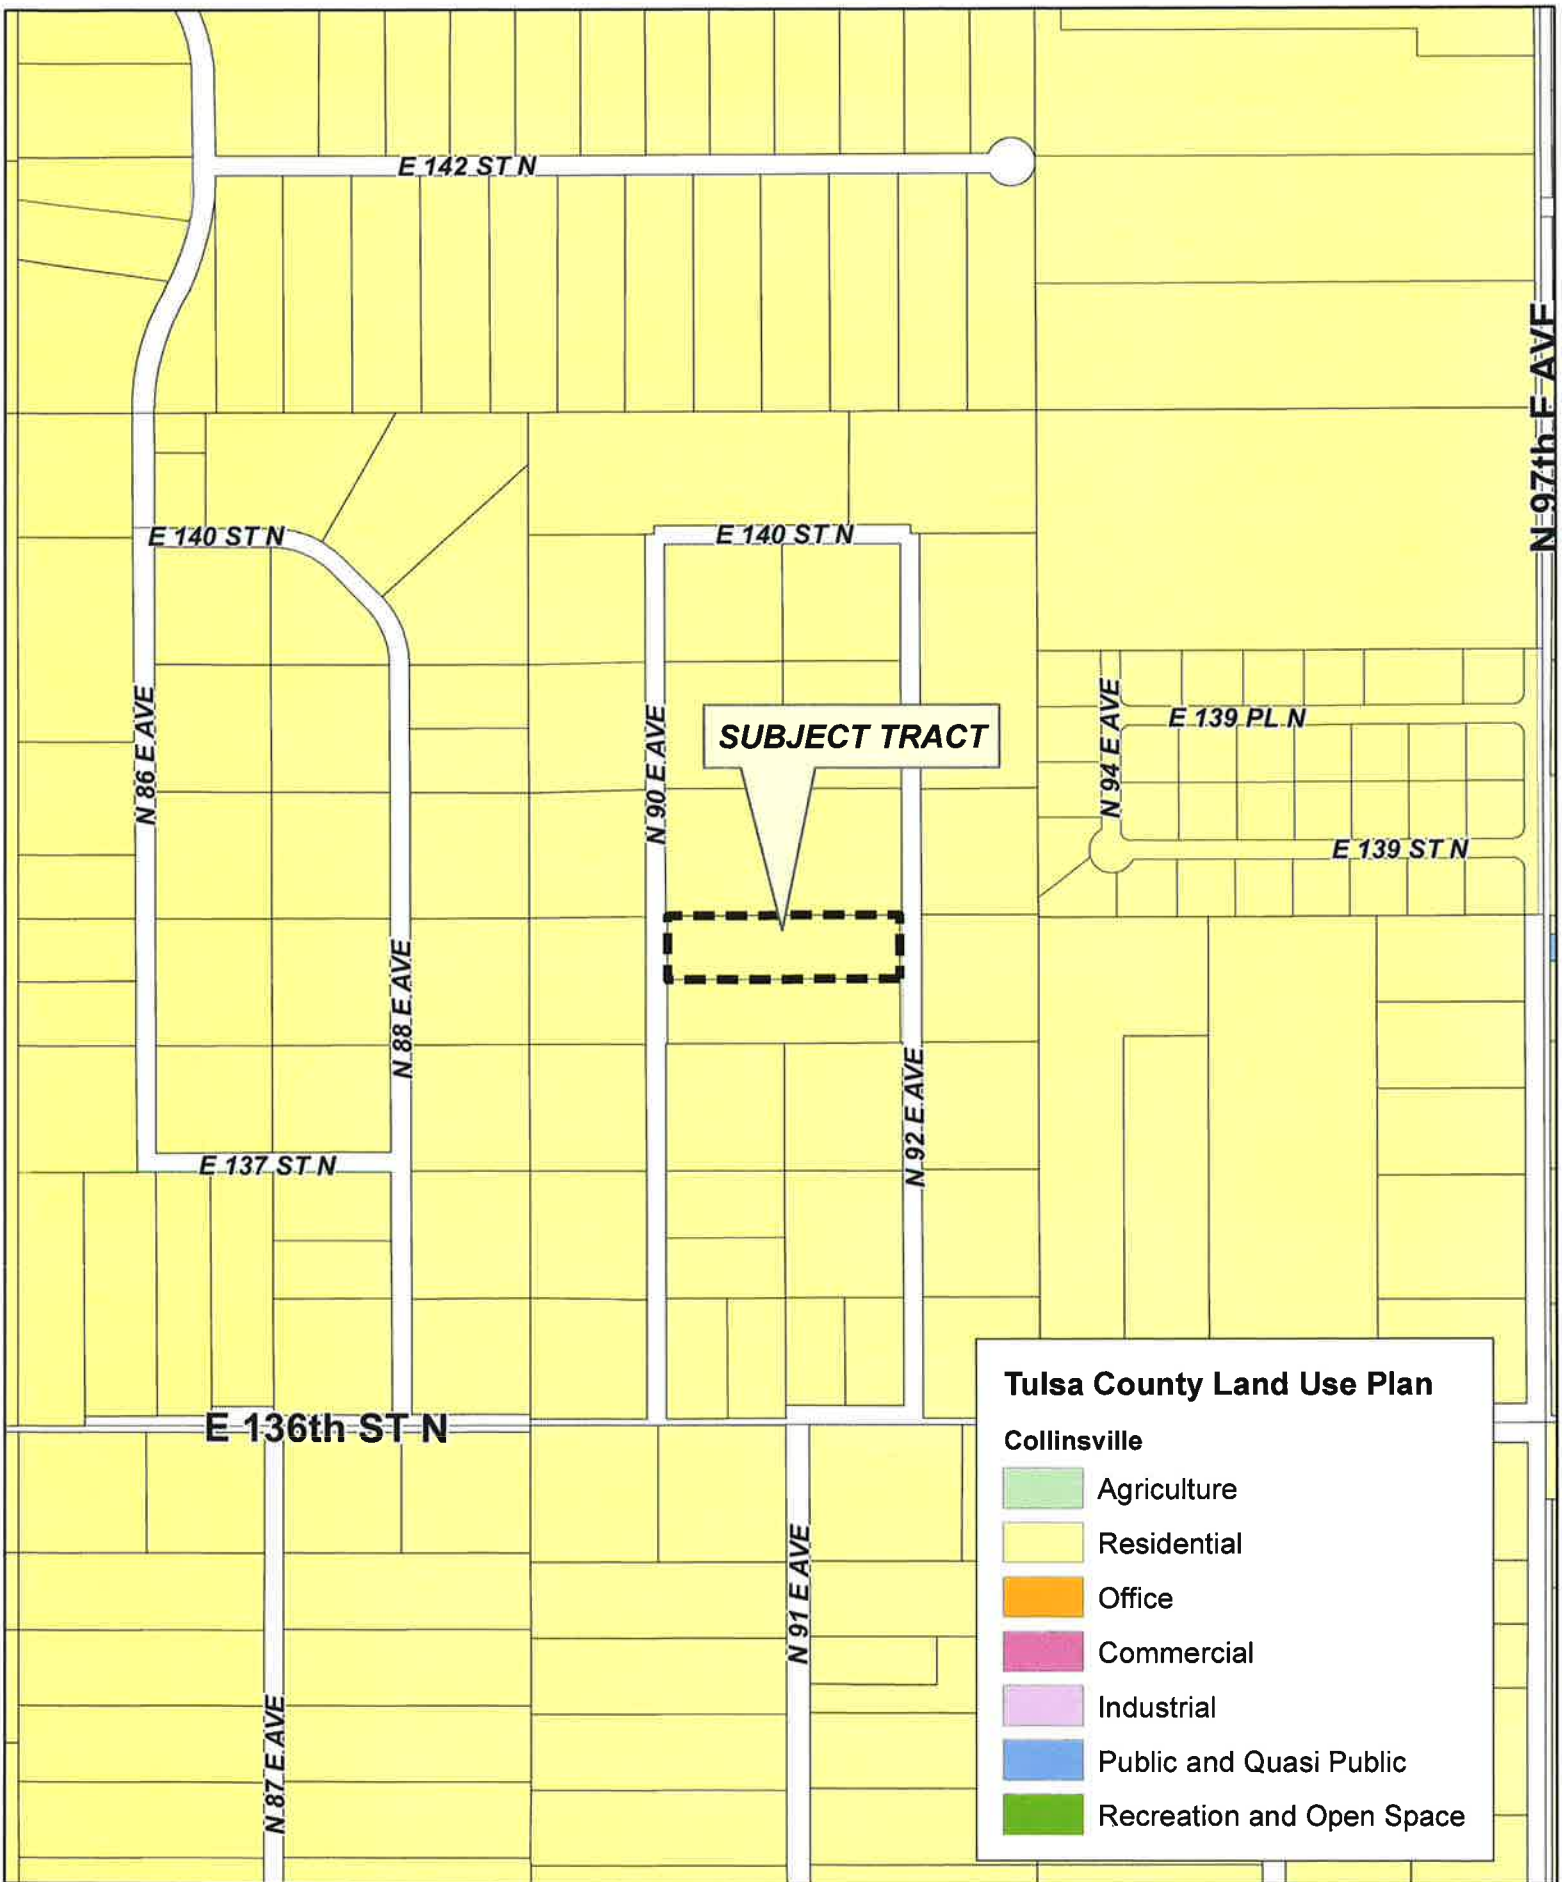 E 142 ST N
N 97th E AVE
E 140 ST N
E 140 ST N
N 86 E AVE
N 90 E AVE
SUBJECT TRACT
N 94 E AVE
E 139 PL N
E 139 ST N
N 88 E AVE
N 92 E AVE
E 137 ST N
E 136th ST N
N 91 E AVE
N 87 E AVE
Tulsa County Land Use Plan
Collinsville
Agriculture
Residential
Office
Commercial
Industrial
Public and Quasi Public
Recreation and Open Space